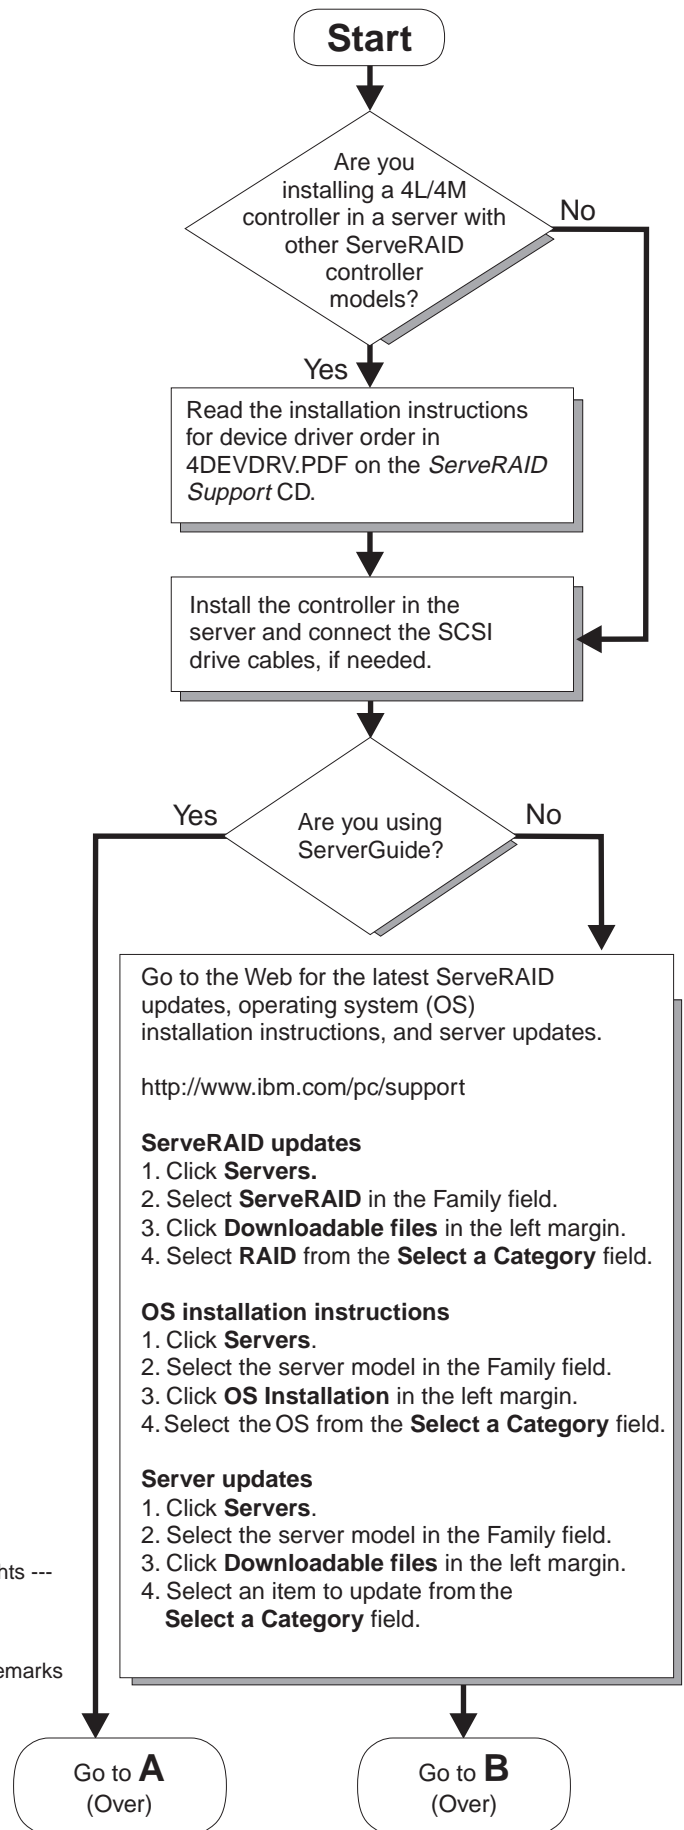 Start
Are you
installing a 4L/4M
controller in a server with
other ServeRAID
controller
models?
No
Yes
Read the installation instructions
for device driver order in
4DEVDRV.PDF on the ServeRAID
Support CD.
Install the controller in the
server and connect the SCSI
drive cables, if needed.
Yes
Are you using
ServerGuide?
No
Go to the Web for the latest ServeRAID
updates, operating system (OS)
installation instructions, and server updates.
http://www.ibm.com/pc/support
ServeRAID updates
1. Click Servers.
2. Select ServeRAID in the Family field.
3. Click Downloadable files in the left margin.
4. Select RAID from the Select a Category field.
OS installation instructions
1. Click Servers.
2. Select the server model in the Family field.
3. Click OS Installation in the left margin.
4. Select the OS from the Select a Category field.
Server updates
1. Click Servers.
2. Select the server model in the Family field.
3. Click Downloadable files in the left margin.
4. Select an item to update from the
Select a Category field.
hts ---
emarks
Go to A
(Over)
Go to B
(Over)